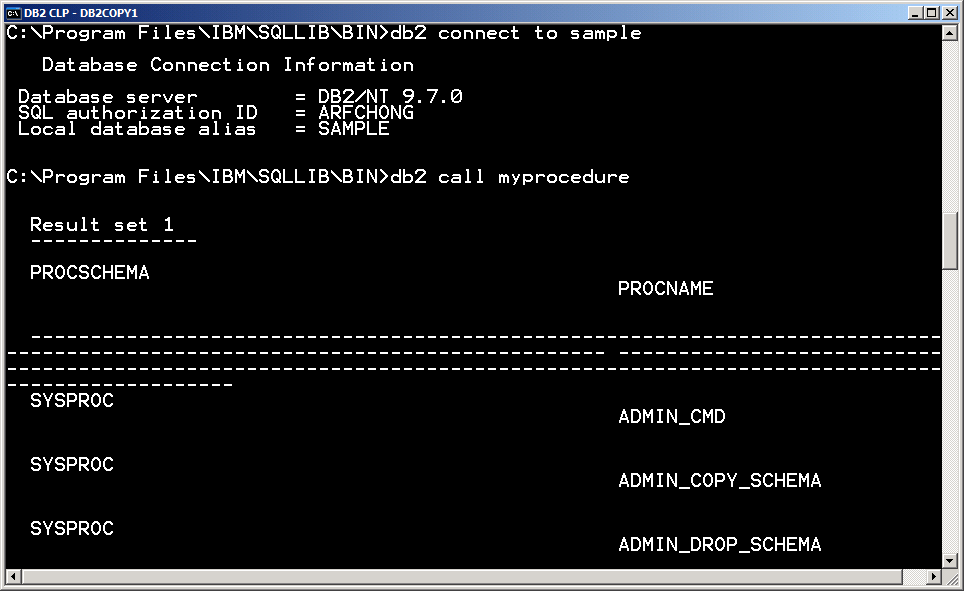 DB2 CLP - DB2COPY1
C:\Program Files\IBM\SQLLIB\BIN>db2 connect to sample
Database Connection Information
Database server = DB2/NT 9.7.0
SQL authorization ID = ARFCHONG
Local database alias = SAMPLE
C:\Program Files\IBM\SQLLIB\BIN>db2 call myprocedure
Result set 1
--------------
PROCSCHEMA
PROCNAME
----------------------------------------------------------------------------
-------------------------------------------------- ---------------------------
------------------------------------------------------------------------------
-------------------
SYSPROC
ADMIN_CMD
SYSPROC
ADMIN_COPY_SCHEMA
SYSPROC
ADMIN_DROP_SCHEMA